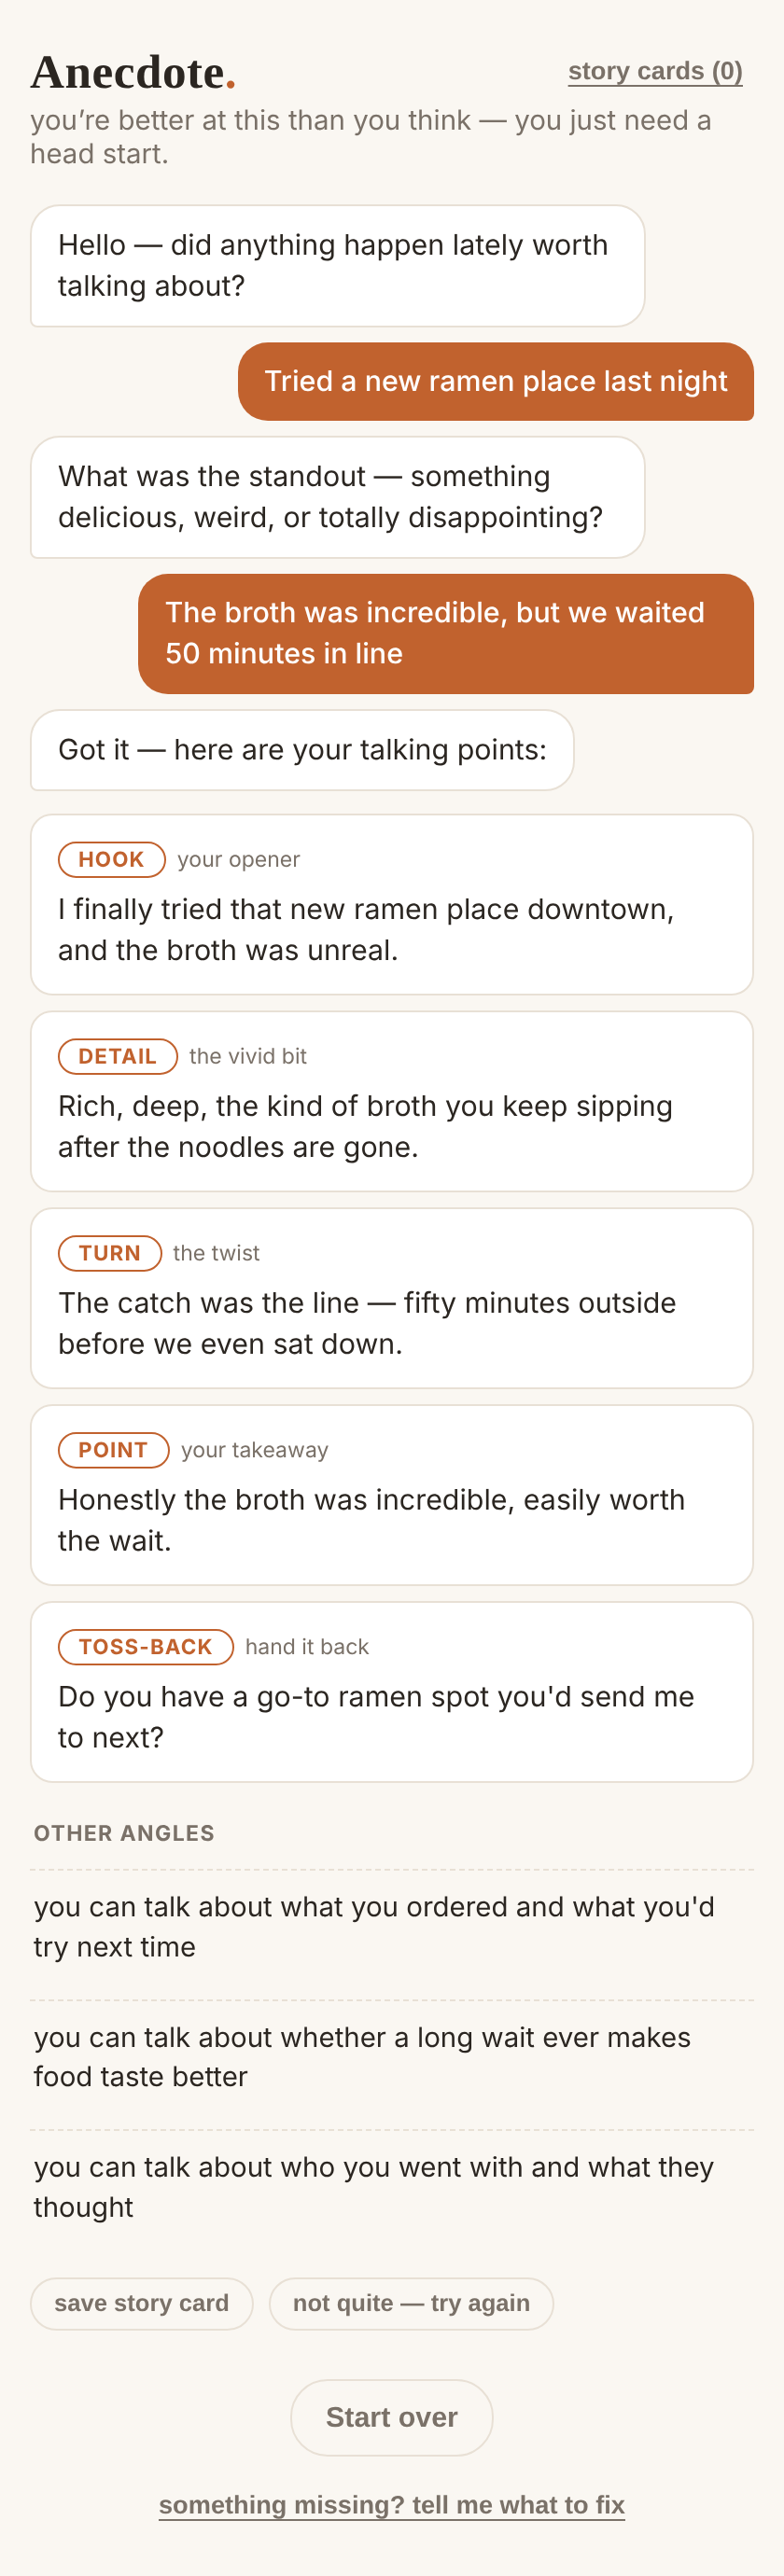 Anecdote.
story cards (0)
you’re better at this than you think — you just need a
head start.
Hello — did anything happen lately worth
talking about?
Tried a new ramen place last night
What was the standout — something
delicious, weird, or totally disappointing?
The broth was incredible, but we waited
50 minutes in line
Got it — here are your talking points:
HOOK your opener
I finally tried that new ramen place downtown,
and the broth was unreal.
DETAIL the vivid bit
Rich, deep, the kind of broth you keep sipping
after the noodles are gone.
TURN the twist
The catch was the line — fifty minutes outside
before we even sat down.
POINT your takeaway
Honestly the broth was incredible, easily worth
the wait.
TOSS-BACK hand it back
Do you have a go-to ramen spot you'd send me
to next?
OTHER ANGLES
you can talk about what you ordered and what you'd
try next time
you can talk about whether a long wait ever makes
food taste better
you can talk about who you went with and what they
thought
save story card
not quite — try again
Start over
something missing? tell me what to fix